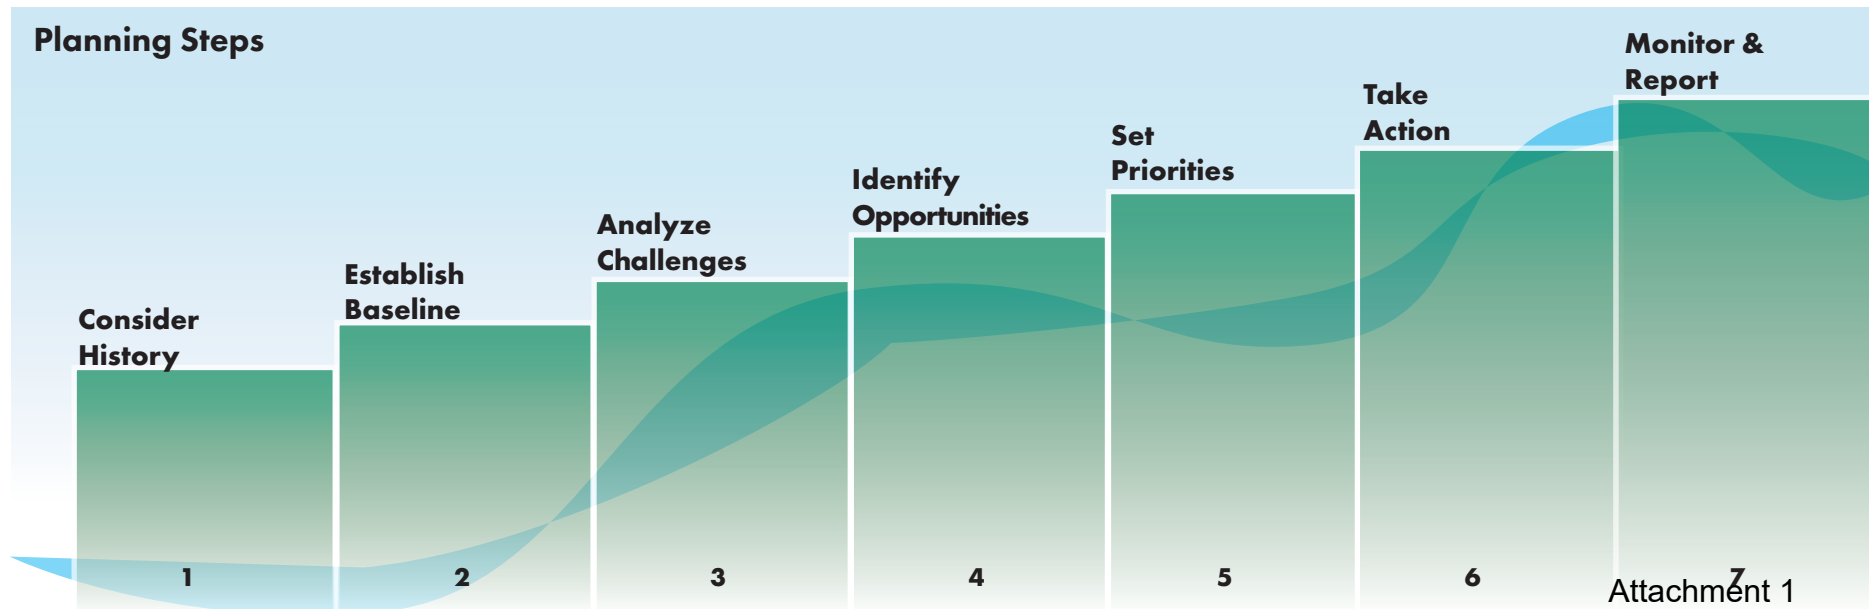 Planning Steps
Consider
History
Establish
Baseline
Analyze
Challenges
Identify
Opportunities
Set
Priorities
Take
Action
Monitor &
Report
1
2
3
4
5
6
7
Attachment 1